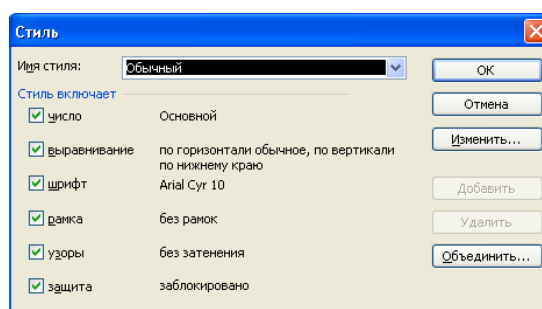 Стиль
Имя стиля: Обычный
ОК
Стиль включает
Отмена
число Основной
Изменить...
выравнивание по горизонтали обычное, по вертикали
по нижнему краю
шрифт Arial Cyr 10
Добавить
рамка без рамок
Удалить
узоры без затенения
Объединить...
защита заблокировано